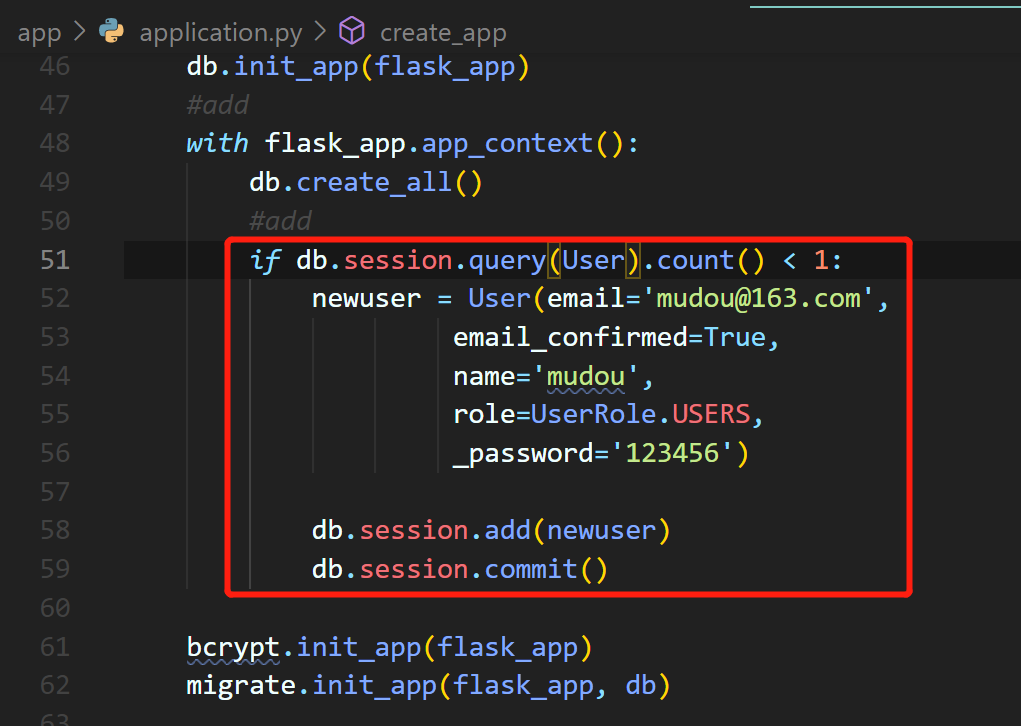 app > application.py > create_app
46 db.init_app(flask_app)
47 #add
48 with flask_app.app_context():
49 db.create_all()
50 #add
51 if db.session.query(User).count() < 1:
52 newuser = User(email='mudou@163.com',
53 email_confirmed=True,
54 name='mudou',
55 role=UserRole.USERS,
56 _password='123456')
57
58 db.session.add(newuser)
59 db.session.commit()
60
61 bcrypt.init_app(flask_app)
62 migrate.init_app(flask_app, db)
63